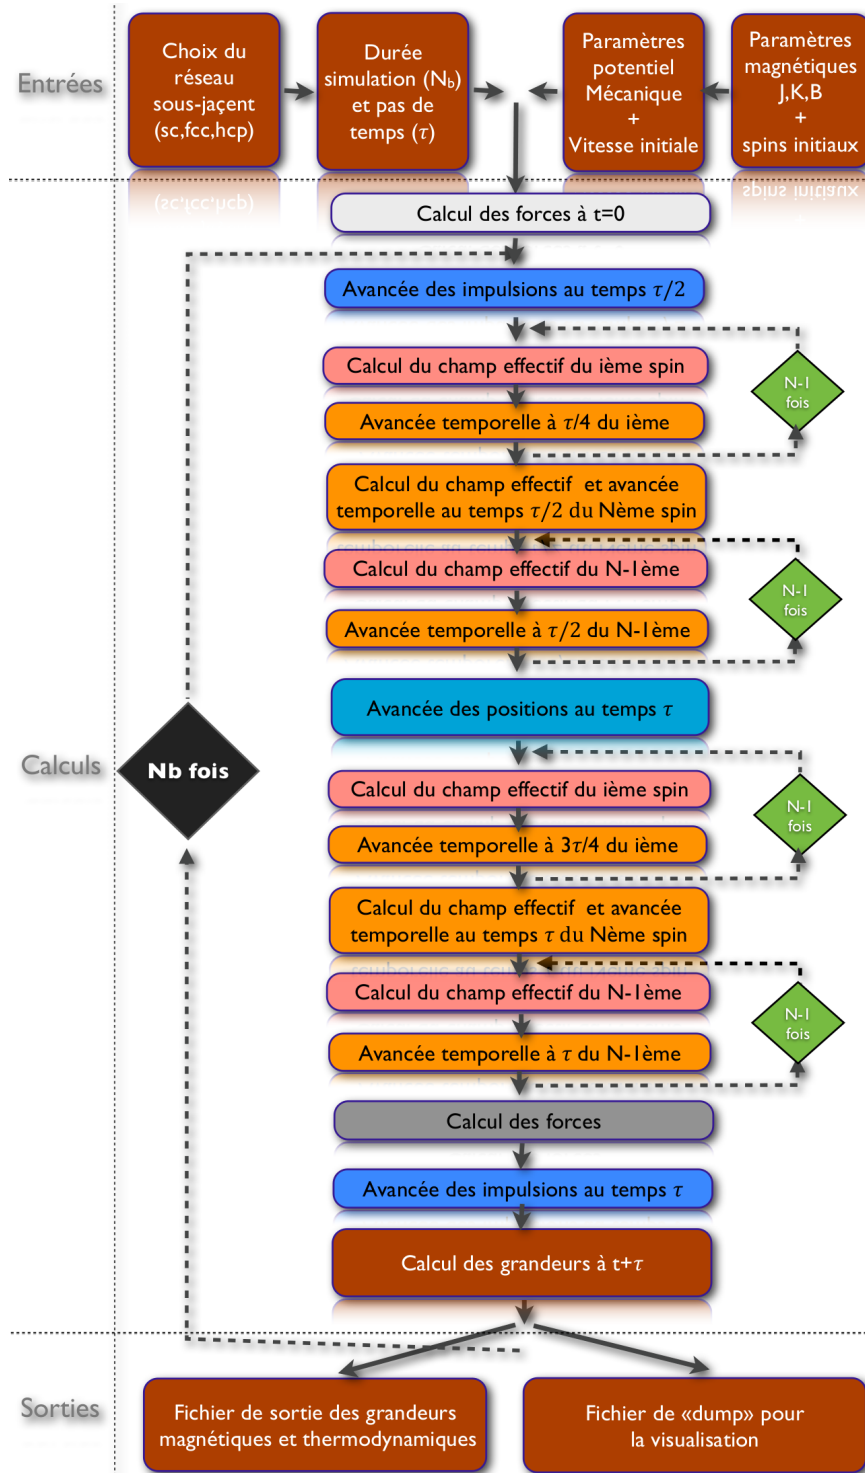 Entrées
Choix du
réseau
sous-jaçent
(sc,fcc,hcp)
Durée
simulation (N_b)
et pas de
temps (τ)
Paramètres
potentiel
Mécanique
+
Vitesse initiale
Paramètres
magnétiques
J,K,B
+
spins initiaux
Calculs
Calcul des forces à t=0
Avancée des impulsions au temps τ/2
Calcul du champ effectif du ième spin
Avancée temporelle à τ/4 du ième
N-1
fois
Calcul du champ effectif et avancée
temporelle au temps τ/2 du Nème spin
Calcul du champ effectif du N-1ème
Avancée temporelle à τ/2 du N-1ème
N-1
fois
Avancée des positions au temps τ
Nb fois
Calcul du champ effectif du ième spin
Avancée temporelle à 3τ/4 du ième
N-1
fois
Calcul du champ effectif et avancée
temporelle au temps τ du Nème spin
Calcul du champ effectif du N-1ème
Avancée temporelle à τ du N-1ème
N-1
fois
Calcul des forces
Avancée des impulsions au temps τ
Calcul des grandeurs à t+τ
Sorties
Fichier de sortie des grandeurs
magnétiques et thermodynamiques
Fichier de «dump» pour
la visualisation